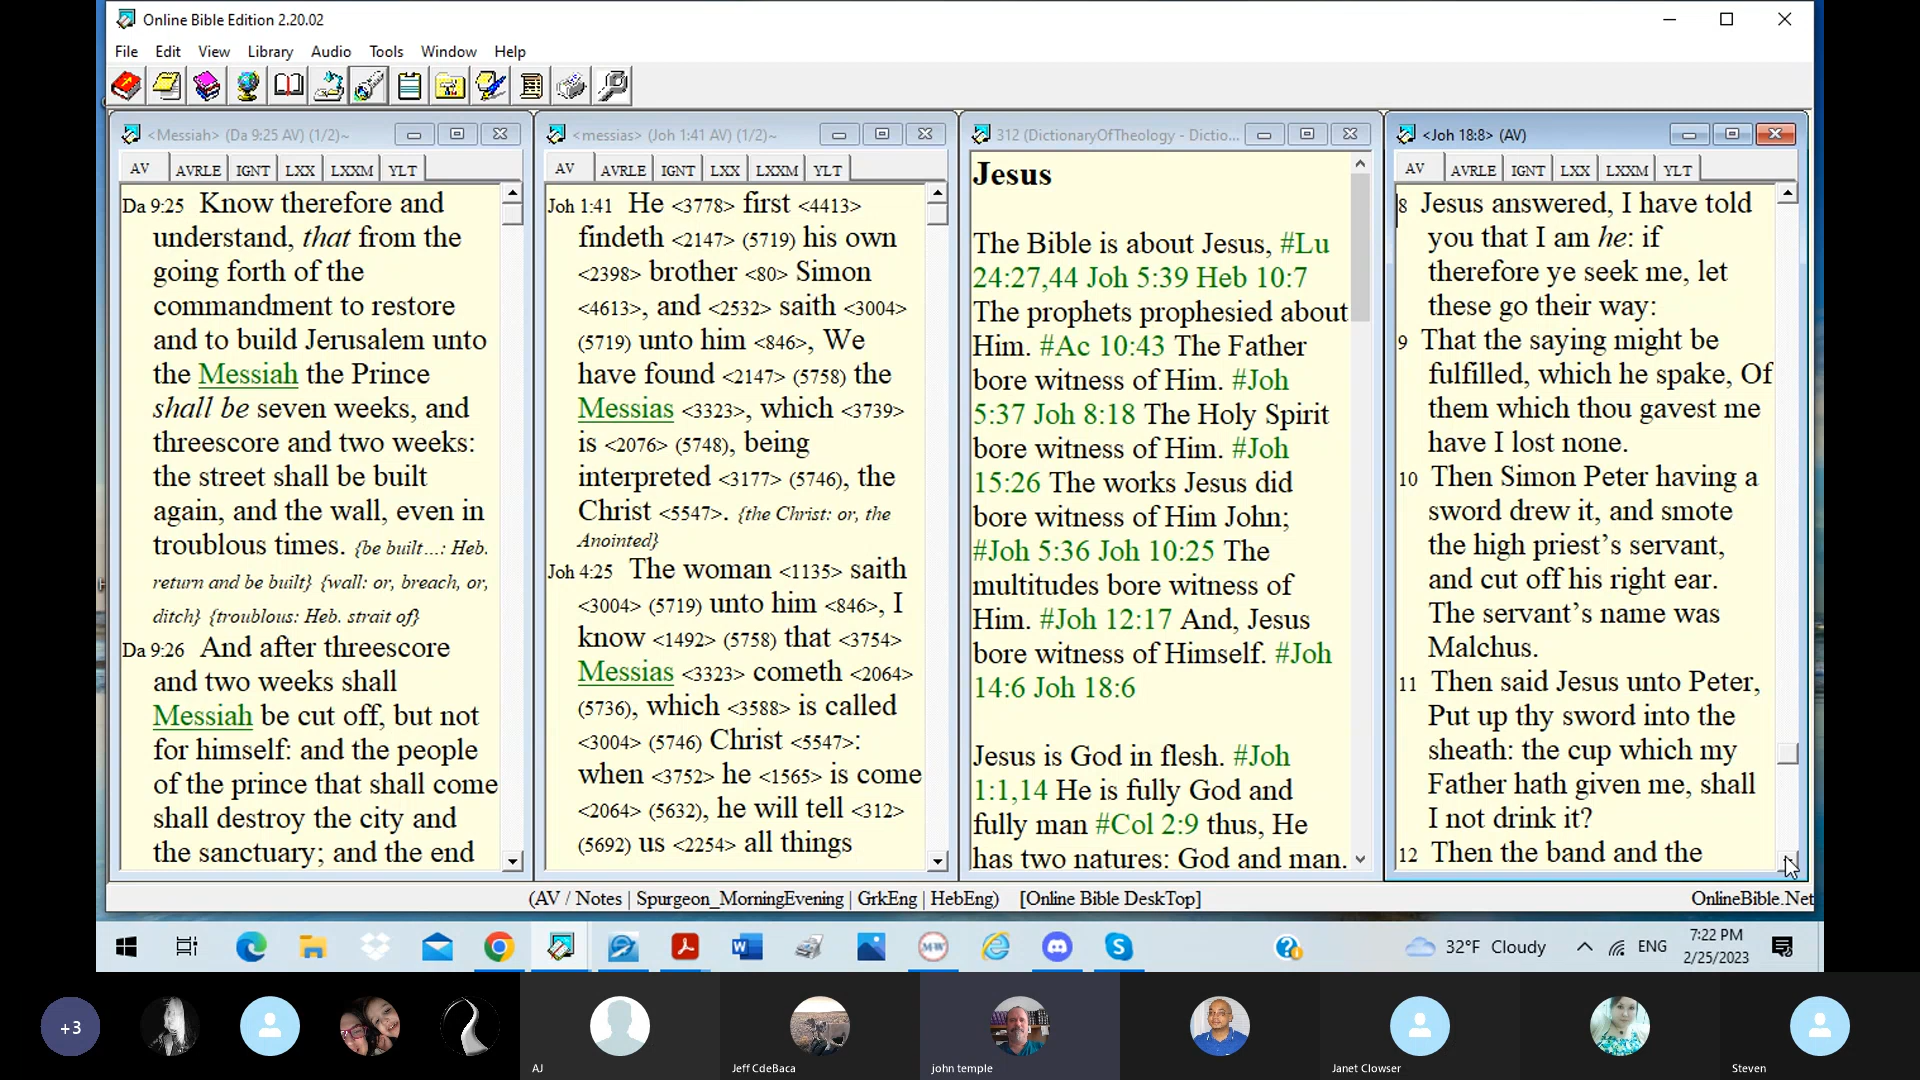 Online Bible Edition 2.20.02
File Edit View Library Audio Tools Window Help
<Messiah> (Da 9:25 AV) (1/2)~
AV AVRLE IGNT LXX LXXM YLT
Da 9:25 Know therefore and
understand, that from the
going forth of the
commandment to restore
and to build Jerusalem unto
the Messiah the Prince
shall be seven weeks, and
threescore and two weeks:
the street shall be built
again, and the wall, even in
troublous times. {be built…: Heb.
return and be built} {wall: or, breach, or,
ditch} {troublous: Heb. strait of}
Da 9:26 And after threescore
and two weeks shall
Messiah be cut off, but not
for himself: and the people
of the prince that shall come
shall destroy the city and
the sanctuary; and the end
<messias> (Joh 1:41 AV) (1/2)~
AV AVRLE IGNT LXX LXXM YLT
Joh 1:41 He <3778> first <4413>
findeth <2147> (5719) his own
<2398> brother <80> Simon
<4613>, and <2532> saith <3004>
(5719) unto him <846>, We
have found <2147> (5758) the
Messias <3323>, which <3739>
is <2076> (5748), being
interpreted <3177> (5746), the
Christ <5547>. {the Christ: or, the
Anointed}
Joh 4:25 The woman <1135> saith
<3004> (5719) unto him <846>, I
know <1492> (5758) that <3754>
Messias <3323> cometh <2064>
(5736), which <3588> is called
<3004> (5746) Christ <5547>:
when <3752> he <1565> is come
<2064> (5632), he will tell <312>
(5692) us <2254> all things
312 (DictionaryOfTheology - Dictio...
Jesus
The Bible is about Jesus, #Lu
24:27,44 Joh 5:39 Heb 10:7
The prophets prophesied about
Him. #Ac 10:43 The Father
bore witness of Him. #Joh
5:37 Joh 8:18 The Holy Spirit
bore witness of Him. #Joh
15:26 The works Jesus did
bore witness of Him John;
#Joh 5:36 Joh 10:25 The
multitudes bore witness of
Him. #Joh 12:17 And, Jesus
bore witness of Himself. #Joh
14:6 Joh 18:6
Jesus is God in flesh. #Joh
1:1,14 He is fully God and
fully man #Col 2:9 thus, He
has two natures: God and man.
<Joh 18:8> (AV)
AV AVRLE IGNT LXX LXXM YLT
8 Jesus answered, I have told
you that I am he: if
therefore ye seek me, let
these go their way:
9 That the saying might be
fulfilled, which he spake, Of
them which thou gavest me
have I lost none.
10 Then Simon Peter having a
sword drew it, and smote
the high priest’s servant,
and cut off his right ear.
The servant’s name was
Malchus.
11 Then said Jesus unto Peter,
Put up thy sword into the
sheath: the cup which my
Father hath given me, shall
I not drink it?
12 Then the band and the
(AV / Notes | Spurgeon_MorningEvening | GrkEng | HebEng) [Online Bible DeskTop]
OnlineBible.Net
32°F Cloudy
ENG
7:22 PM
2/25/2023
+3
AJ
Jeff CdeBaca
john temple
Janet Clowser
Steven